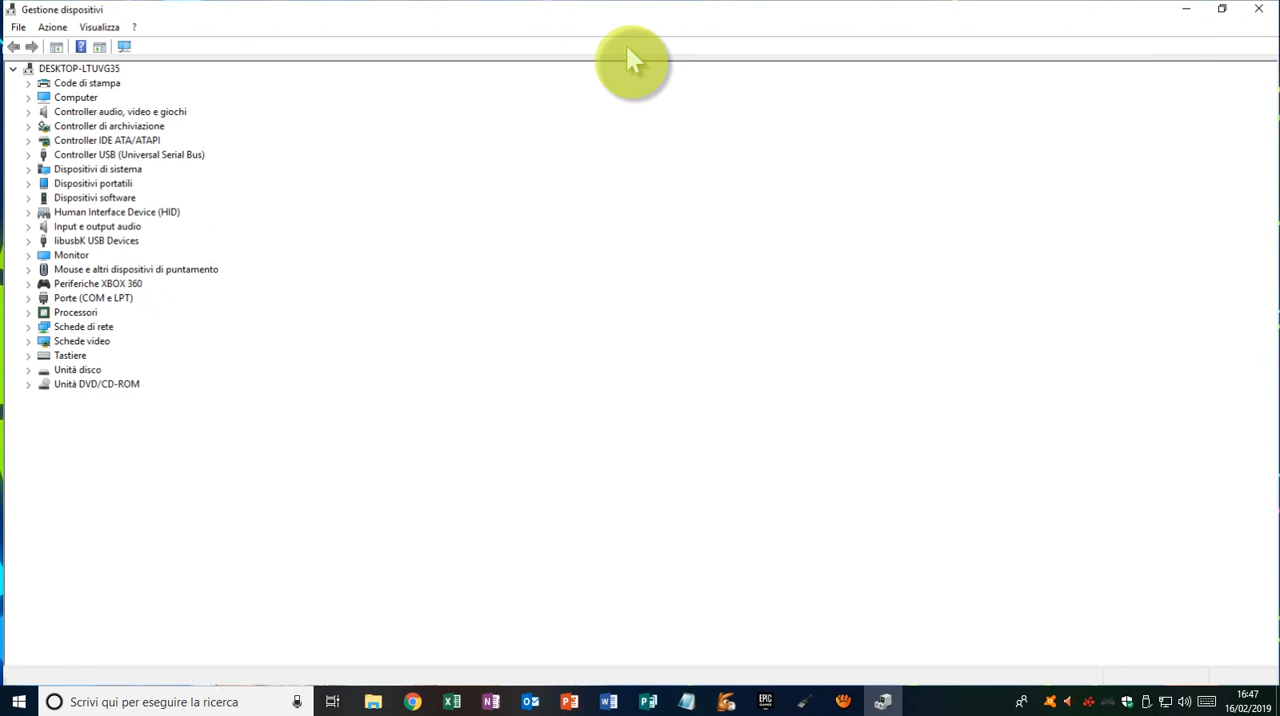 Gestione dispositivi
File Azione Visualizza ?
DESKTOP-LTUVG35
Code di stampa
Computer
Controller audio, video e giochi
Controller di archiviazione
Controller IDE ATA/ATAPI
Controller USB (Universal Serial Bus)
Dispositivi di sistema
Dispositivi portatili
Dispositivi software
Human Interface Device (HID)
Input e output audio
libusbK USB Devices
Monitor
Mouse e altri dispositivi di puntamento
Periferiche XBOX 360
Porte (COM e LPT)
Processori
Schede di rete
Schede video
Tastiere
Unità disco
Unità DVD/CD-ROM
Scrivi qui per eseguire la ricerca
EPIC GAMES
16:47
16/02/2019